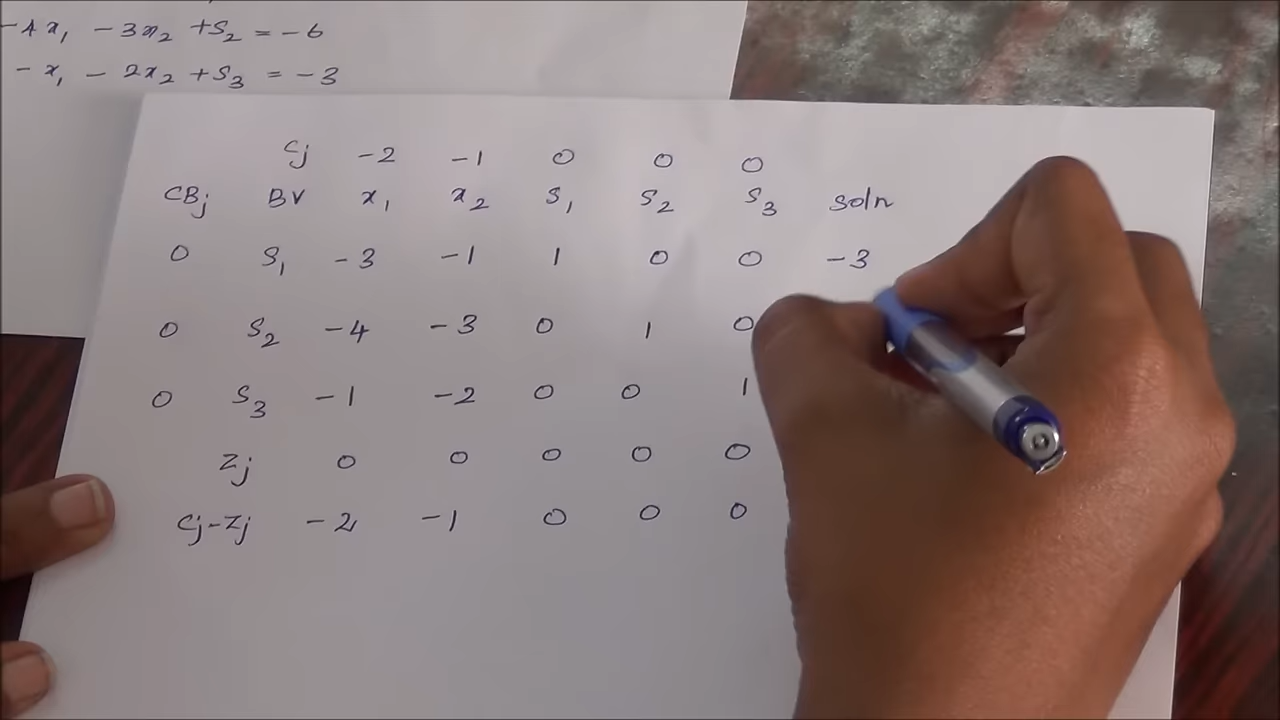 -4x₁ - 3x₂ + S₂ = -6
- x₁ - 2x₂ + S₃ = -3
Cj -2 -1 0 0 0
CBj BV x₁ x₂ S₁ S₂ S₃ soln
0 S₁ -3 -1 1 0 0 -3
0 S₂ -4 -3 0 1 0
0 S₃ -1 -2 0 0 1
Zj 0 0 0 0 0
Cj-Zj -2 -1 0 0 0